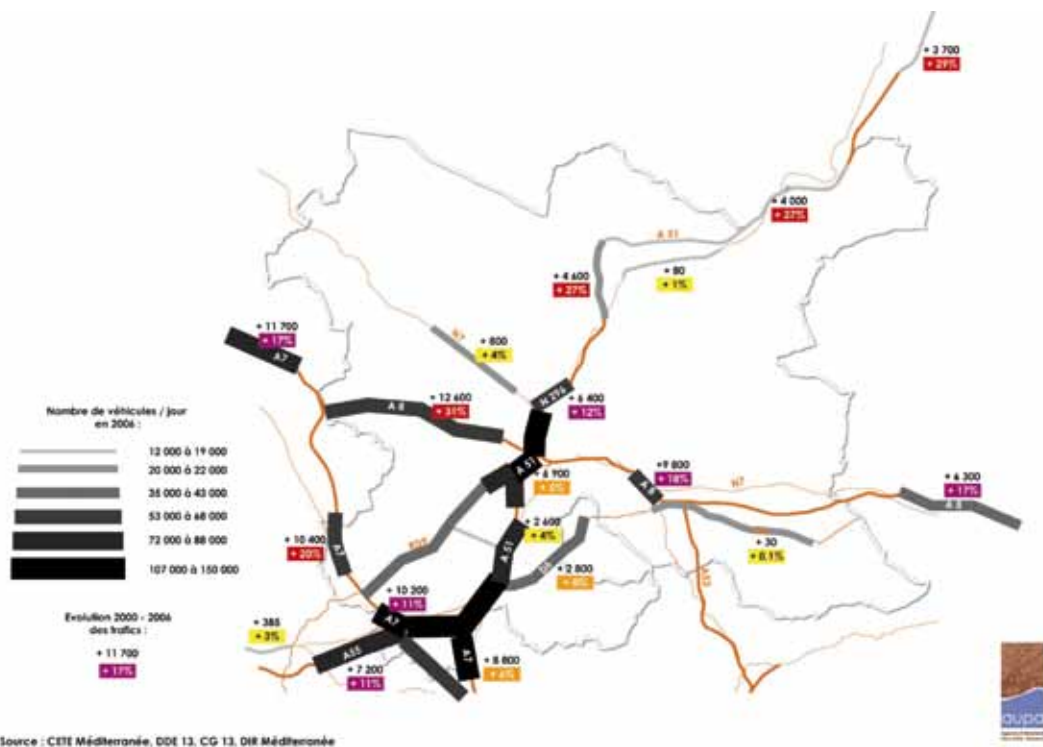 + 3 700
+ 29%
+ 4 000
+ 27%
A 51
+ 80
+ 1%
+ 4 600
+ 27%
+ 11 700
+ 17%
A7
N7
+ 800
+ 4%
N 296
+ 6 400
+ 12%
+ 12 600
+ 31%
A 8
A 51
+ 6 900
+9 800
+ 18%
A 8
N7
+ 6 300
+ 17%
A 8
Nombre de véhicules / jour
en 2006 :
12 000 à 19 000
20 000 à 22 000
35 000 à 43 000
53 000 à 68 000
72 000 à 88 000
107 000 à 150 000
+ 10 400
+ 20%
A7
+ 2 600
+ 4%
A 51
+ 2 800
+ 30
+ 0,1%
A52
+ 10 200
+ 11%
A7
Evolution 2000 - 2006
des trafics :
+ 11 700
+ 17%
+ 385
+ 3%
A55
+ 7 200
+ 11%
A7
+ 8 800
aupa
Source : CETE Méditerranée, DDE 13, CG 13, DIR Méditerranée